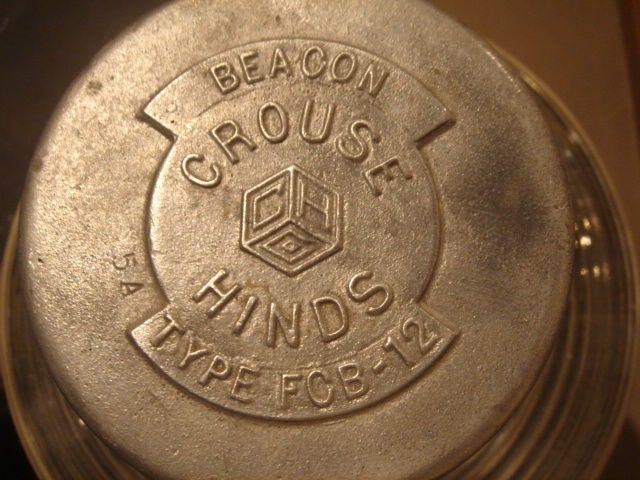 BEACON
CROUSE
CH
HINDS
TYPE FCB-12
5A